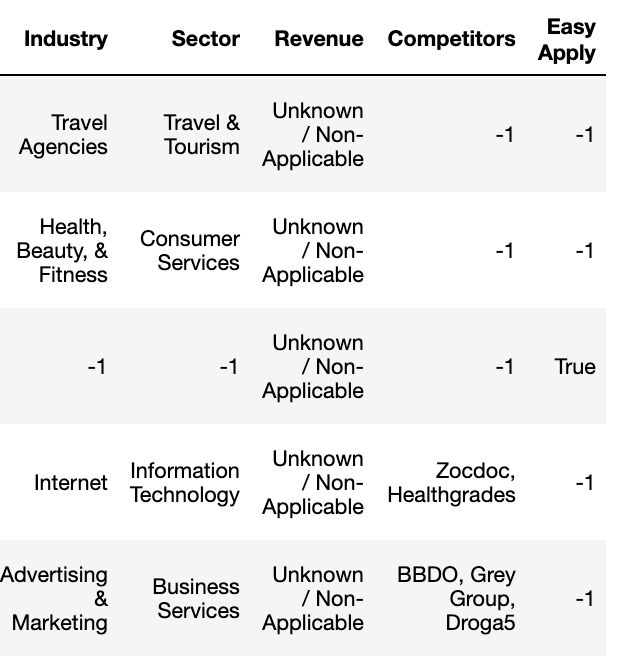 Industry Sector Revenue Competitors Easy Apply
Travel Agencies Travel & Tourism Unknown / Non-Applicable -1 -1
Health, Beauty, & Fitness Consumer Services Unknown / Non-Applicable -1 -1
-1 -1 Unknown / Non-Applicable -1 True
Internet Information Technology Unknown / Non-Applicable Zocdoc, Healthgrades -1
Advertising & Marketing Business Services Unknown / Non-Applicable BBDO, Grey Group, Droga5 -1